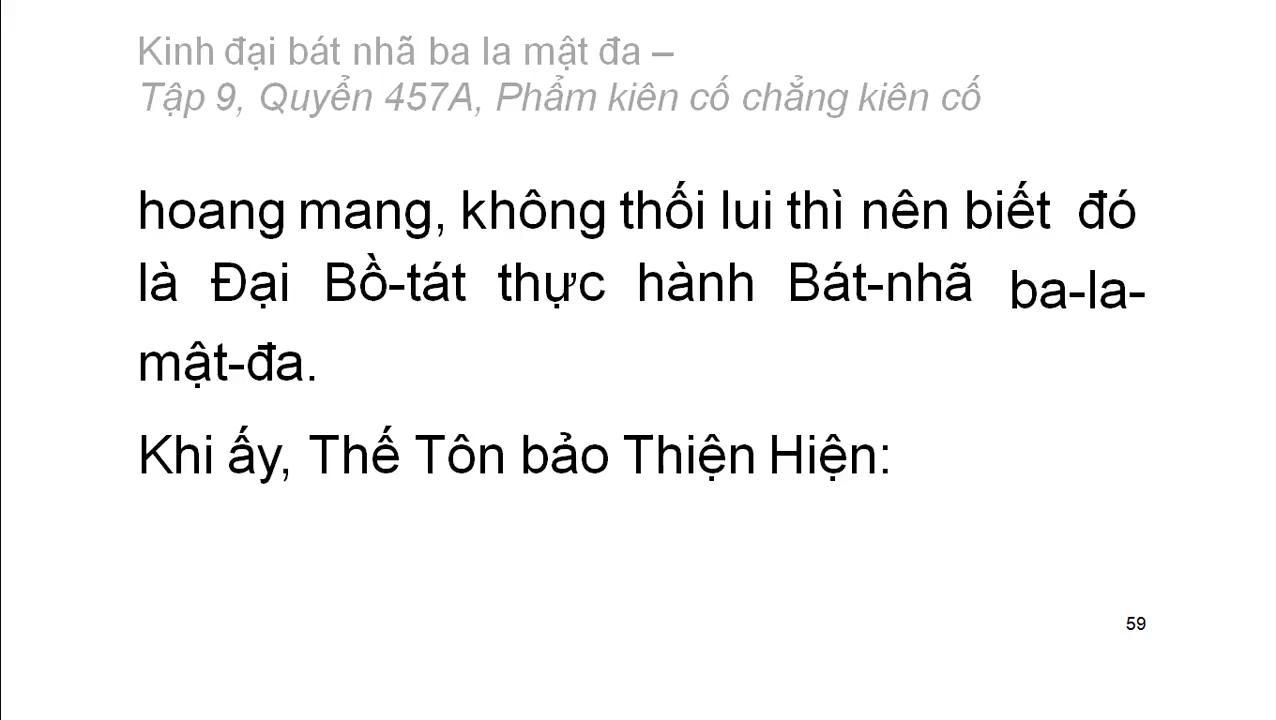 Kinh đại bát nhã ba la mật đa –
Tập 9, Quyển 457A, Phẩm kiên cố chẳng kiên cố
hoang mang, không thối lui thì nên biết đó
là Đại Bồ-tát thực hành Bát-nhã ba-la-
mật-đa.
Khi ấy, Thế Tôn bảo Thiện Hiện:
59